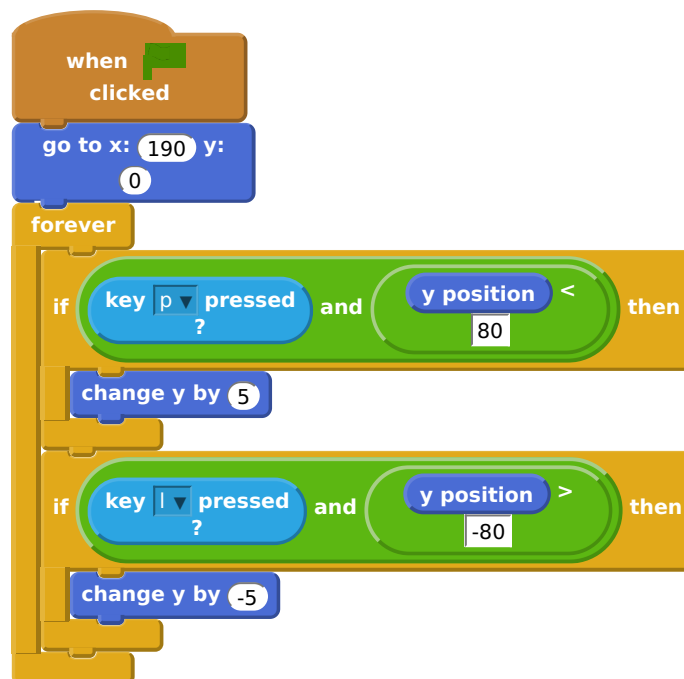 when
clicked
go to x: 190 y:
0
forever
if key p ▼ pressed ? and y position < 80 then
change y by 5
if key l ▼ pressed ? and y position > -80 then
change y by -5